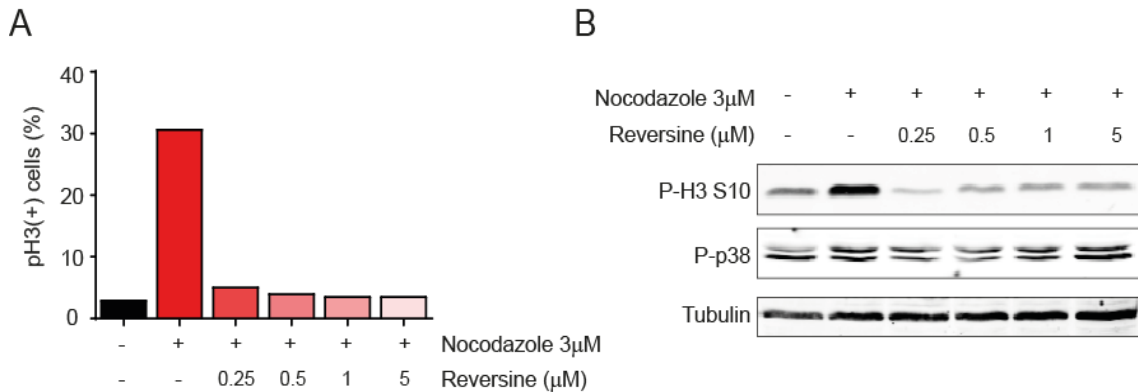 A
pH3(+) cells (%)
40
30
20
10
0
- + + + + + Nocodazole 3μM
- - 0.25 0.5 1 5 Reversine (μM)
B
Nocodazole 3μM - + + + + +
Reversine (μM) - - 0.25 0.5 1 5
P-H3 S10
P-p38
Tubulin